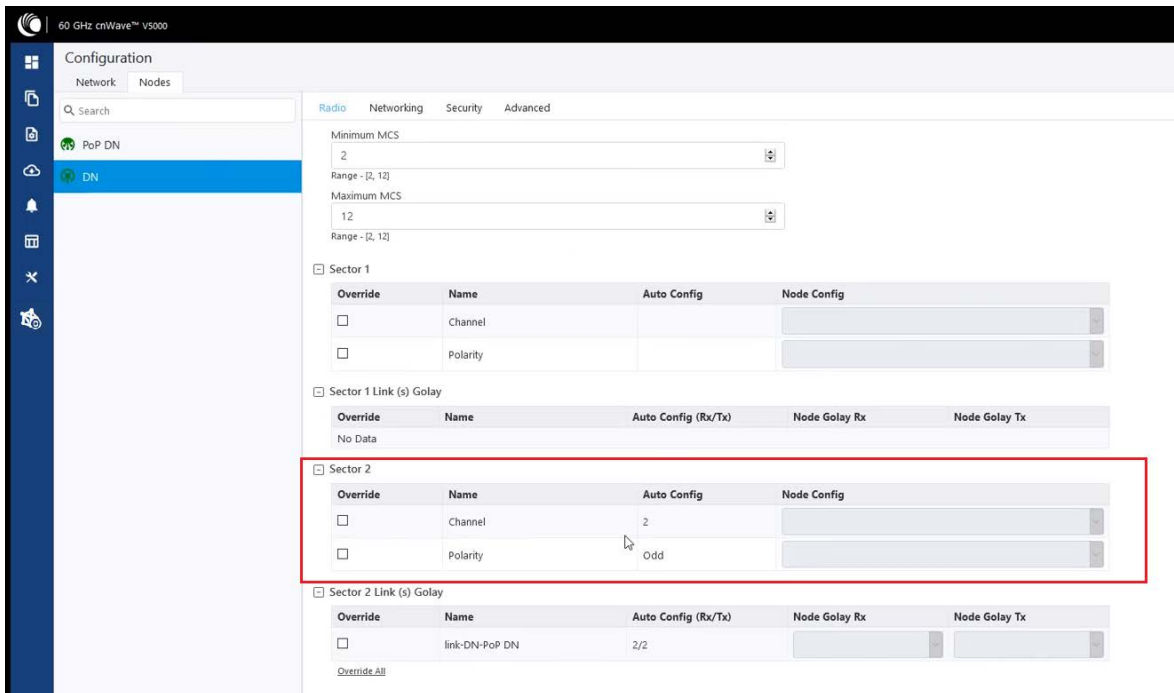 60 GHz cnWave™ V5000
Configuration
Network Nodes
Search
PoP DN
DN
Radio Networking Security Advanced
Minimum MCS
2
Range - [2, 12]
Maximum MCS
12
Range - [2, 12]
Sector 1
Override Name Auto Config Node Config
Channel
Polarity
Sector 1 Link (s) Golay
Override Name Auto Config (Rx/Tx) Node Golay Rx Node Golay Tx
No Data
Sector 2
Override Name Auto Config Node Config
Channel 2
Polarity Odd
Sector 2 Link (s) Golay
Override Name Auto Config (Rx/Tx) Node Golay Rx Node Golay Tx
link-DN-PoP DN 2/2
Override All